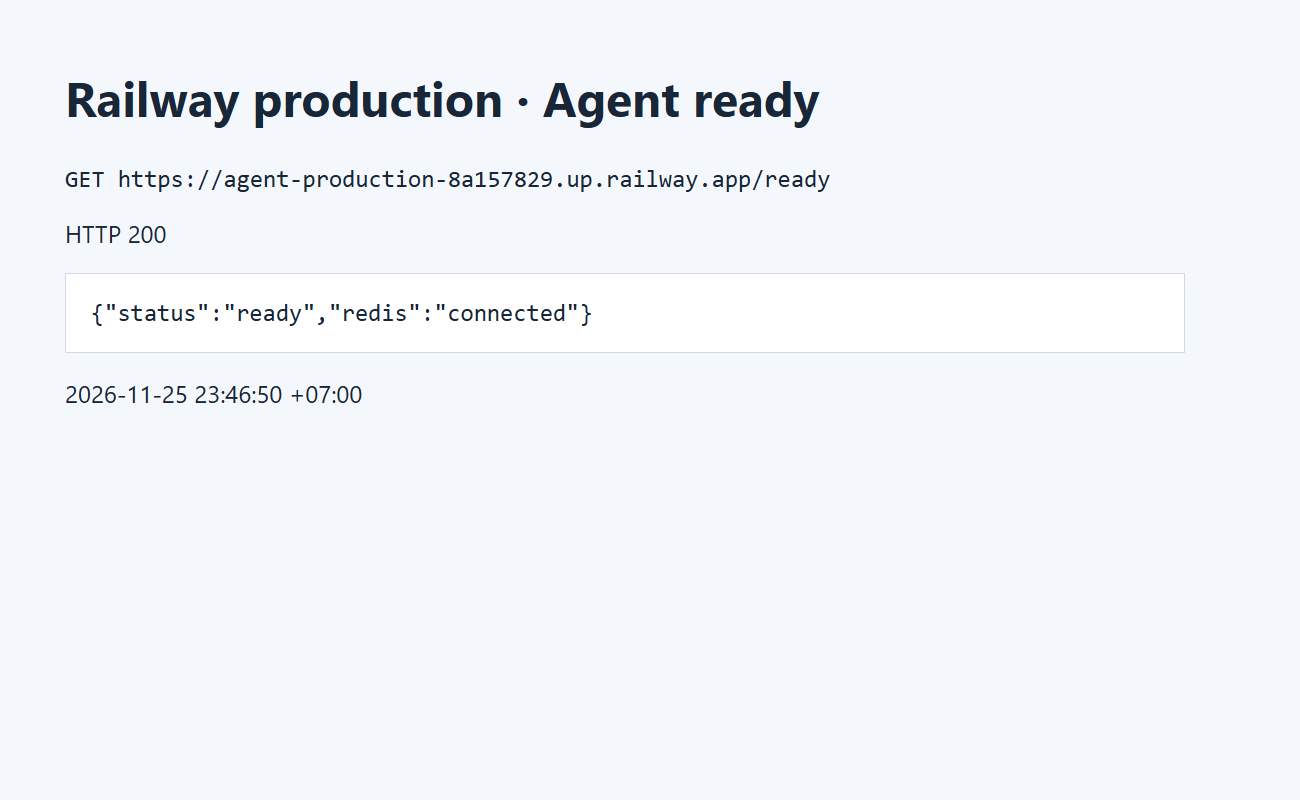 Railway production · Agent ready
GET https://agent-production-8a157829.up.railway.app/ready
HTTP 200
{"status":"ready","redis":"connected"}
2026-11-25 23:46:50 +07:00